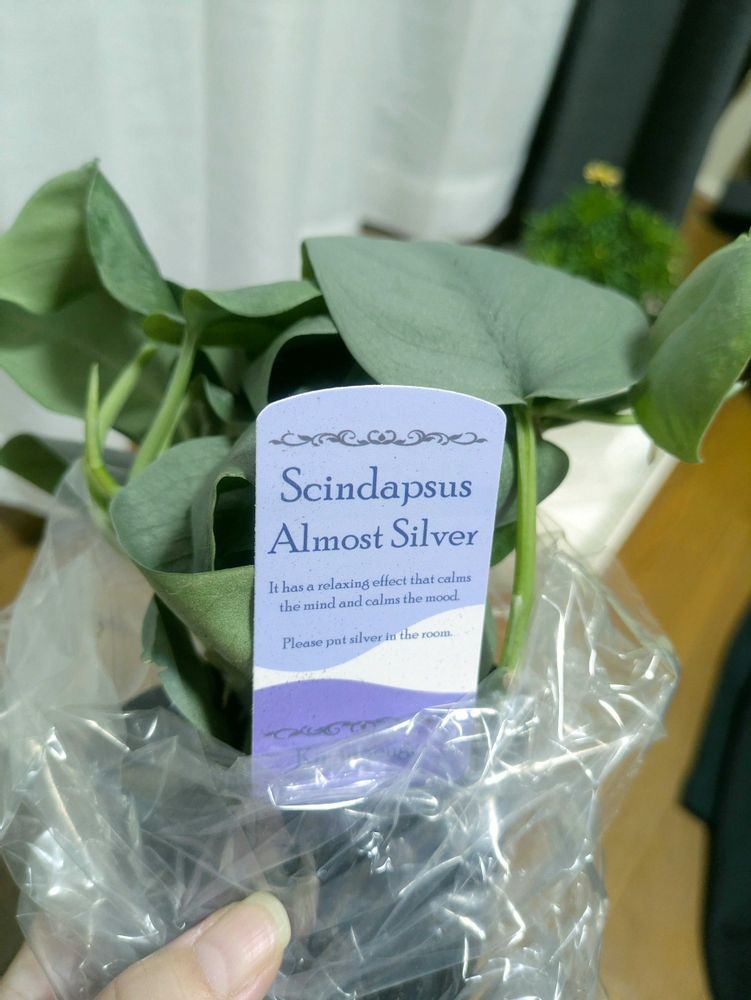 Scindapsus
Almost Silver
It has a relaxing effect that calms
the mind and calms the mood.
Please put silver in the room.